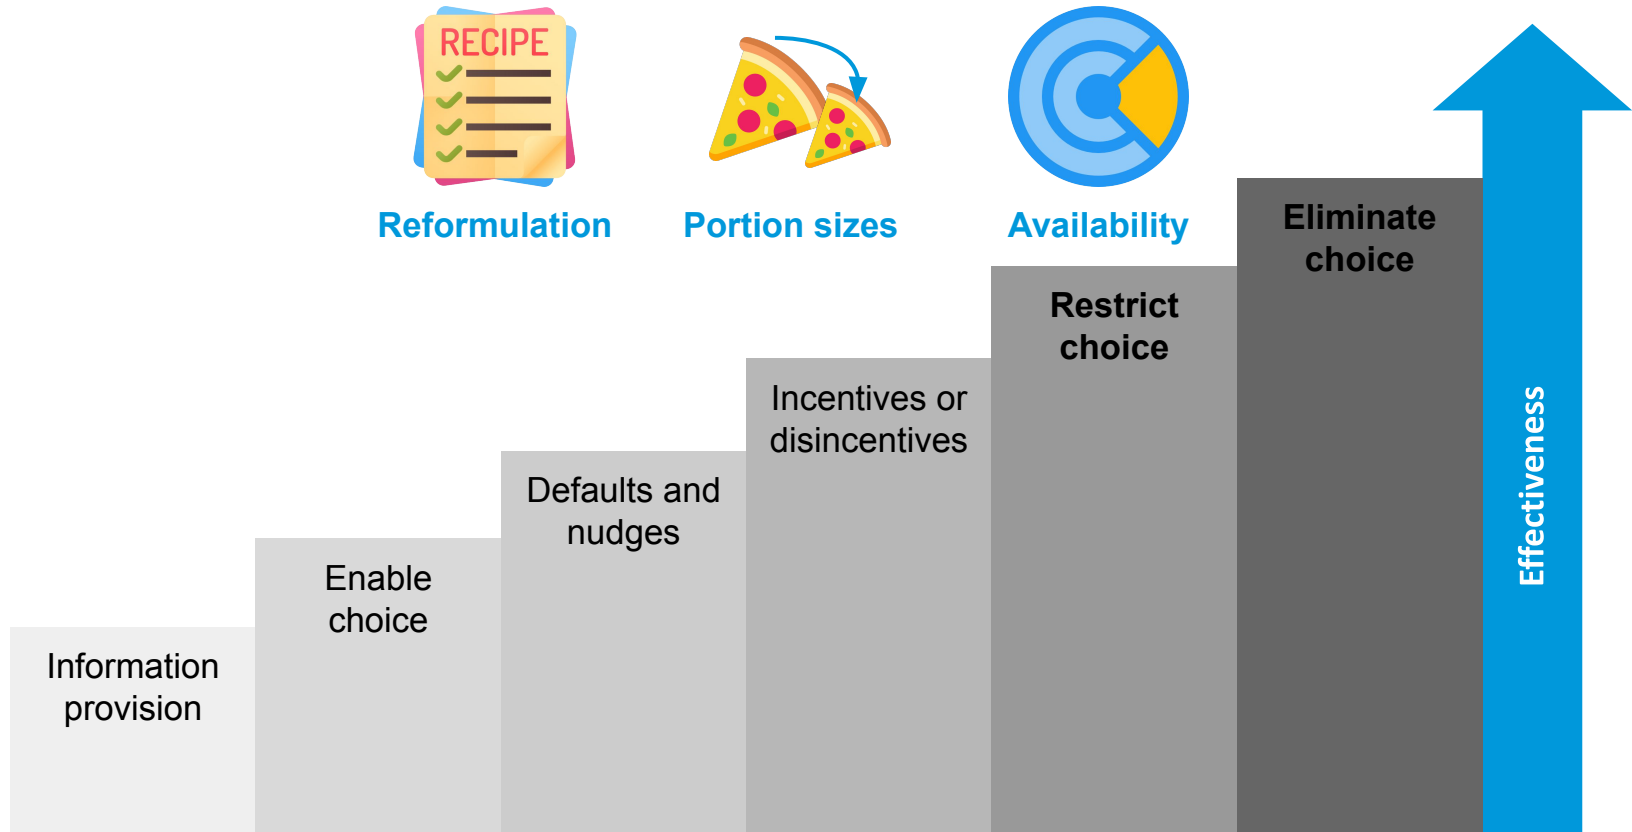 RECIPE
Reformulation
Portion sizes
Availability
Eliminate
choice
Restrict
choice
Incentives or
disincentives
Defaults and
nudges
Enable
choice
Information
provision
Effectiveness